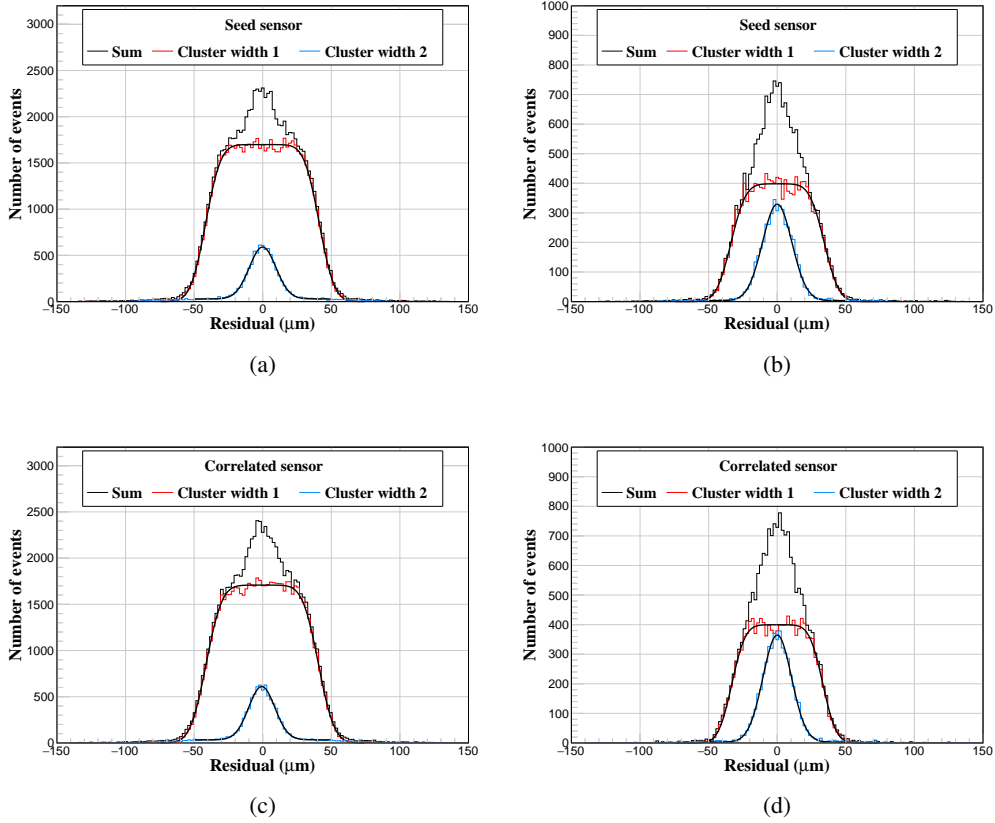 Seed sensor
Sum Cluster width 1 Cluster width 2
Number of events
3000
2500
2000
1500
1000
500
0
−150 −100 −50 0 50 100 150
Residual (μm)
(a)
Seed sensor
Sum Cluster width 1 Cluster width 2
Number of events
1000
900
800
700
600
500
400
300
200
100
0
−150 −100 −50 0 50 100 150
Residual (μm)
(b)
Correlated sensor
Sum Cluster width 1 Cluster width 2
Number of events
3000
2500
2000
1500
1000
500
0
−150 −100 −50 0 50 100 150
Residual (μm)
(c)
Correlated sensor
Sum Cluster width 1 Cluster width 2
Number of events
1000
900
800
700
600
500
400
300
200
100
0
−150 −100 −50 0 50 100 150
Residual (μm)
(d)